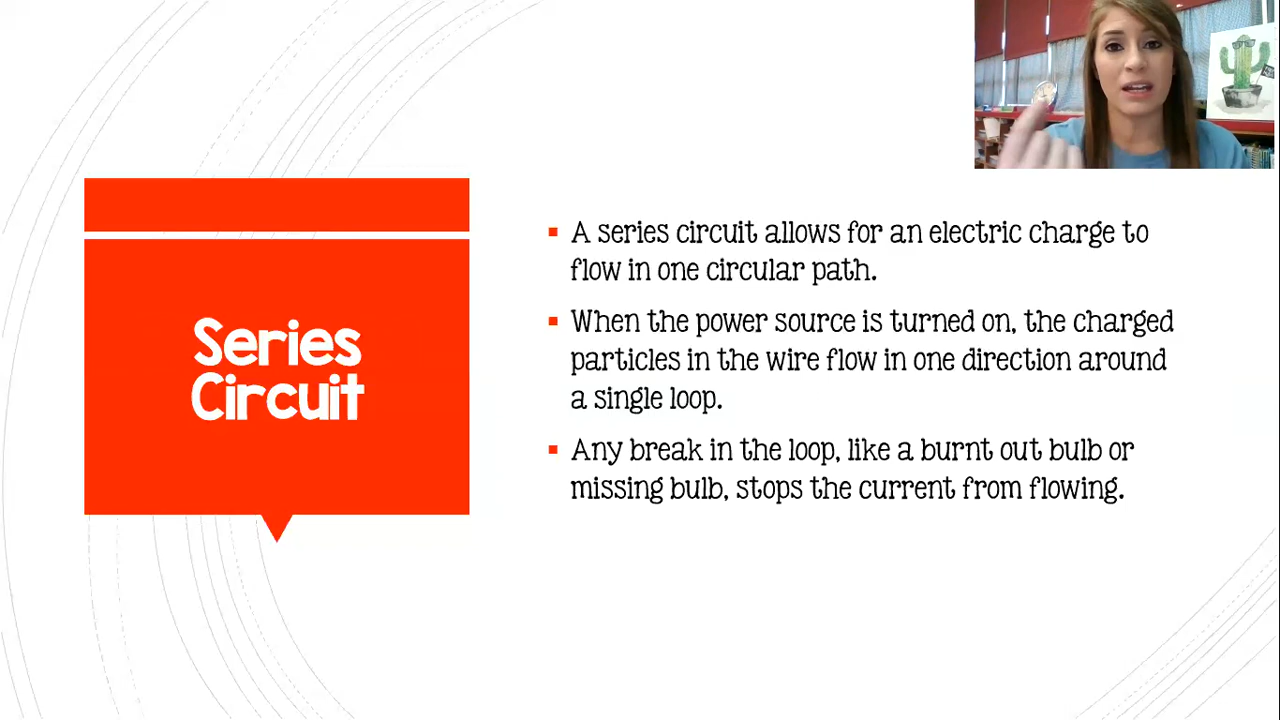 Series
Circuit
A series circuit allows for an electric charge to
flow in one circular path.
When the power source is turned on, the charged
particles in the wire flow in one direction around
a single loop.
Any break in the loop, like a burnt out bulb or
missing bulb, stops the current from flowing.